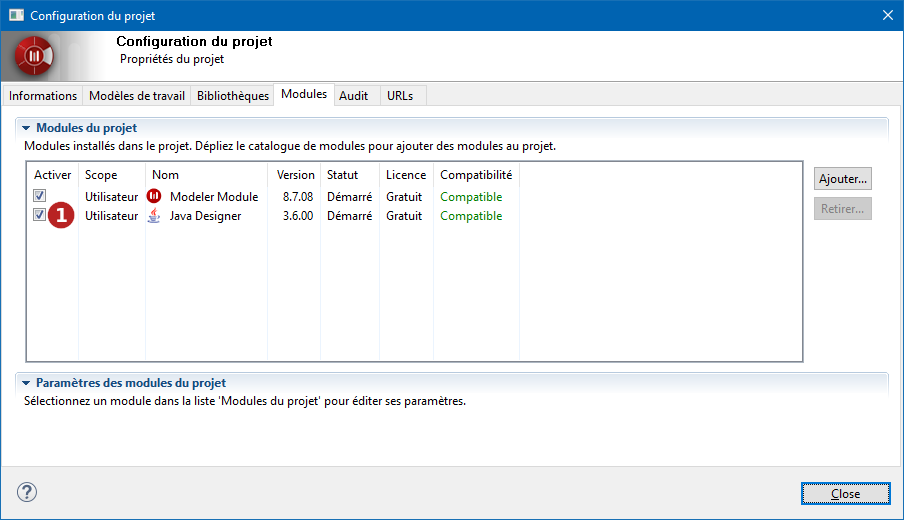 Configuration du projet
Configuration du projet
Propriétés du projet
Informations Modèles de travail Bibliothèques Modules Audit URLs
Modules du projet
Modules installés dans le projet. Dépliez le catalogue de modules pour ajouter des modules au projet.
Activer Scope Nom Version Statut Licence Compatibilité
Utilisateur Modeler Module 8.7.08 Démarré Gratuit Compatible
1 Utilisateur Java Designer 3.6.00 Démarré Gratuit Compatible
Ajouter...
Retirer...
Paramètres des modules du projet
Sélectionnez un module dans la liste 'Modules du projet' pour éditer ses paramètres.
?
Close